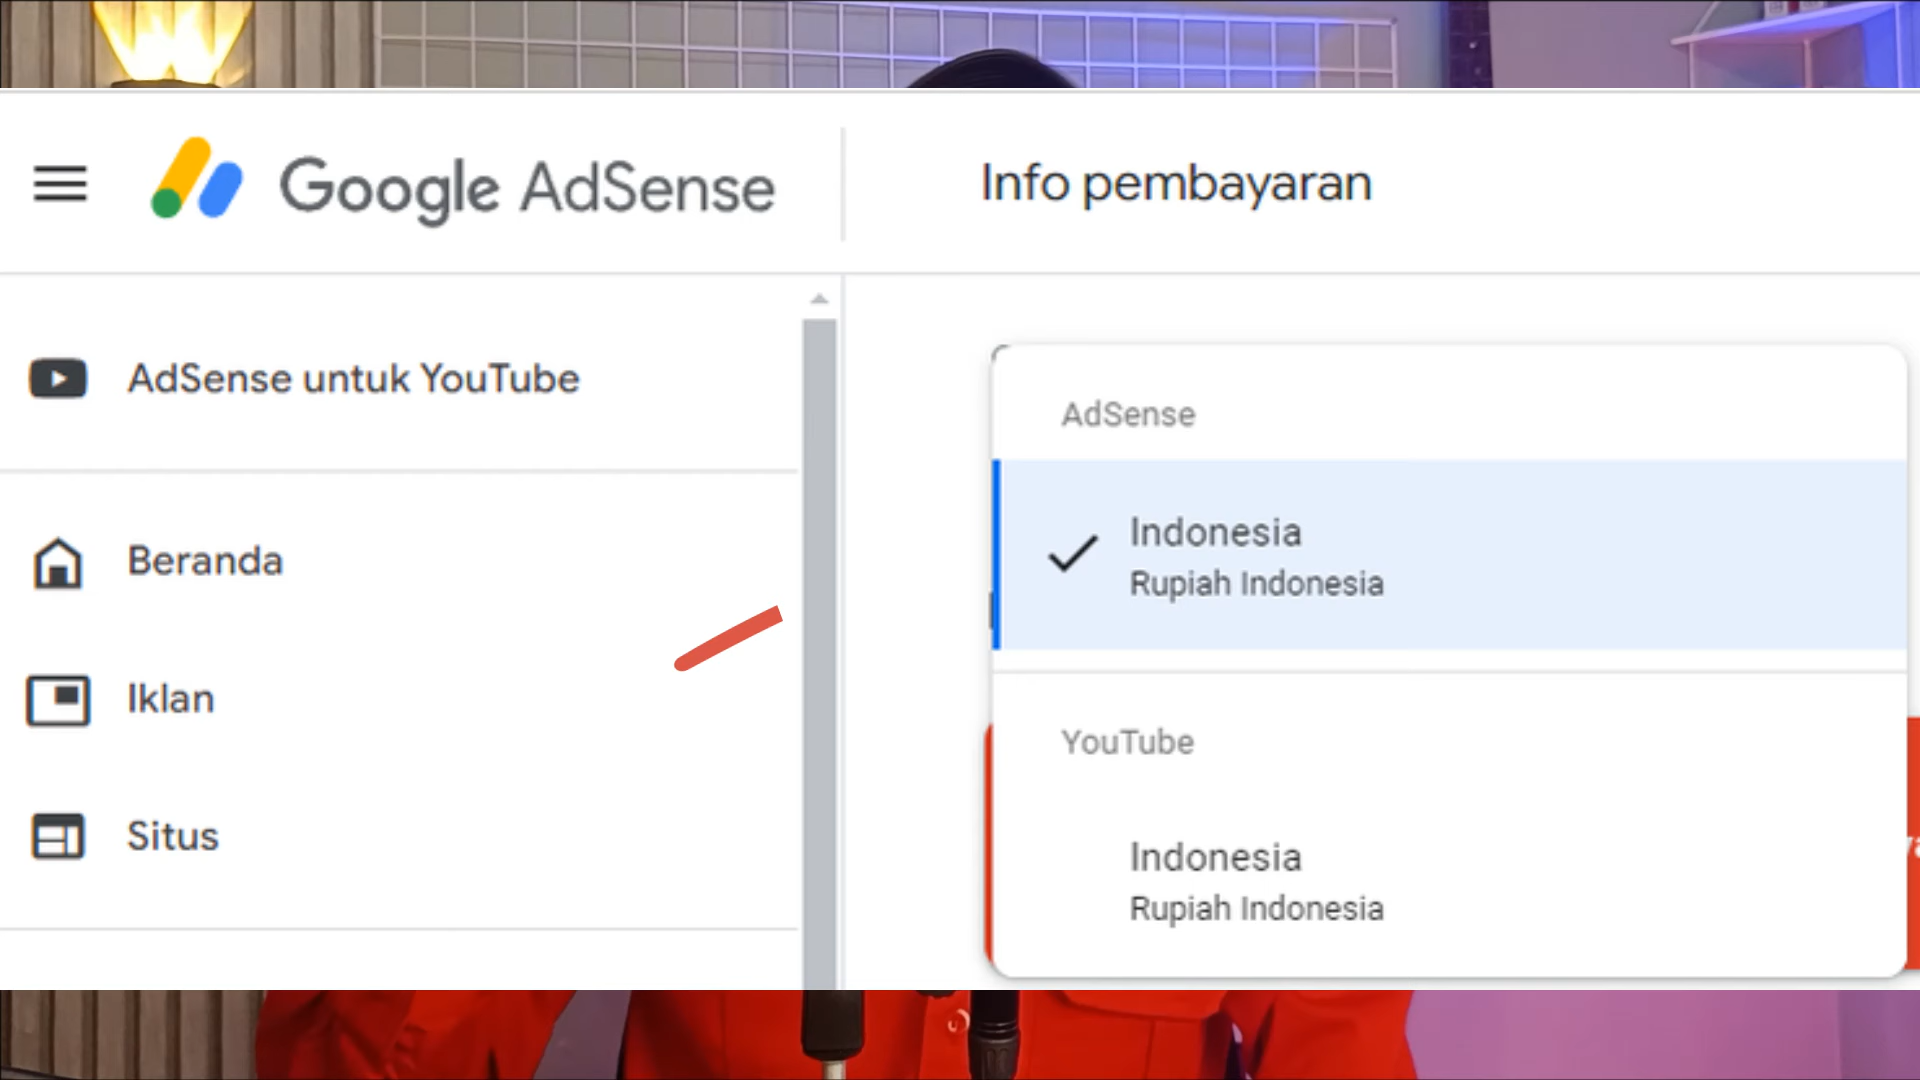 Google AdSense
Info pembayaran
AdSense untuk YouTube
Beranda
Iklan
Situs
AdSense
Indonesia
Rupiah Indonesia
YouTube
Indonesia
Rupiah Indonesia